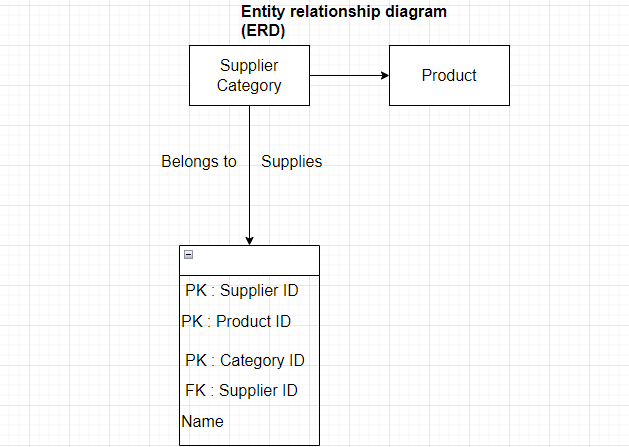 Entity relationship diagram
(ERD)
Supplier
Category
Product
Belongs to
Supplies
PK : Supplier ID
PK : Product ID
PK : Category ID
FK : Supplier ID
Name